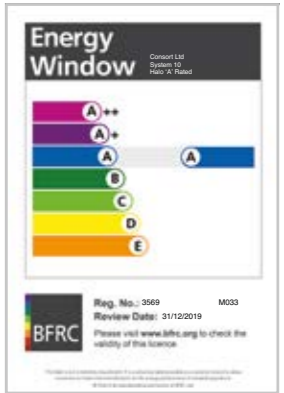 Energy
Window
Consort Ltd
System 10
Halo 'A' Rated
A++
A+
A A
B
C
D
E
BFRC
Reg. No.: 3569 M033
Review Date: 31/12/2019
Please visit www.bfrc.org to check the
validity of this licence